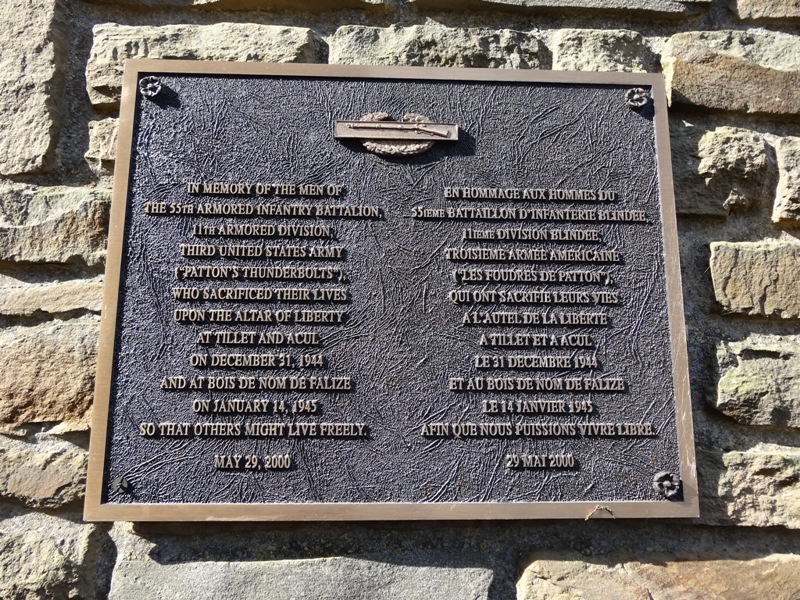 IN MEMORY OF THE MEN OF
THE 55TH ARMORED INFANTRY BATTALION,
11TH ARMORED DIVISION,
THIRD UNITED STATES ARMY
("PATTON'S THUNDERBOLTS"),
WHO SACRIFICED THEIR LIVES
UPON THE ALTAR OF LIBERTY
AT TILLET AND ACUL
ON DECEMBER 31, 1944
AND AT BOIS DE NOM DE FALIZE
ON JANUARY 14, 1945
SO THAT OTHERS MIGHT LIVE FREELY.
MAY 29, 2000
EN HOMMAGE AUX HOMMES DU
55IEME BATTAILLON D'INFANTERIE BLINDEE,
11IEME DIVISION BLINDEE,
TROISIEME ARMEE AMERICAINE
("LES FOUDRES DE PATTON"),
QUI ONT SACRIFIE LEURS VIES
A L'AUTEL DE LA LIBERTE
A TILLET ET A ACUL
LE 31 DECEMBRE 1944
ET AU BOIS DE NOM DE FALIZE
LE 14 JANVIER 1945
AFIN QUE NOUS PUISSIONS VIVRE LIBRE.
29 MAI 2000